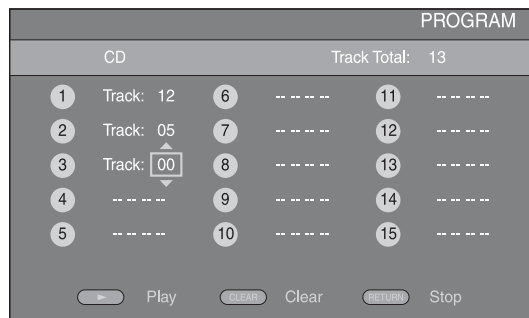 PROGRAM
CD Track Total: 13
1 Track: 12 6 -- -- -- -- 11 -- -- -- --
2 Track: 05 7 -- -- -- -- 12 -- -- -- --
3 Track: 00 8 -- -- -- -- 13 -- -- -- --
4 -- -- -- -- 9 -- -- -- -- 14 -- -- -- --
5 -- -- -- -- 10 -- -- -- -- 15 -- -- -- --
Play CLEAR Clear RETURN Stop